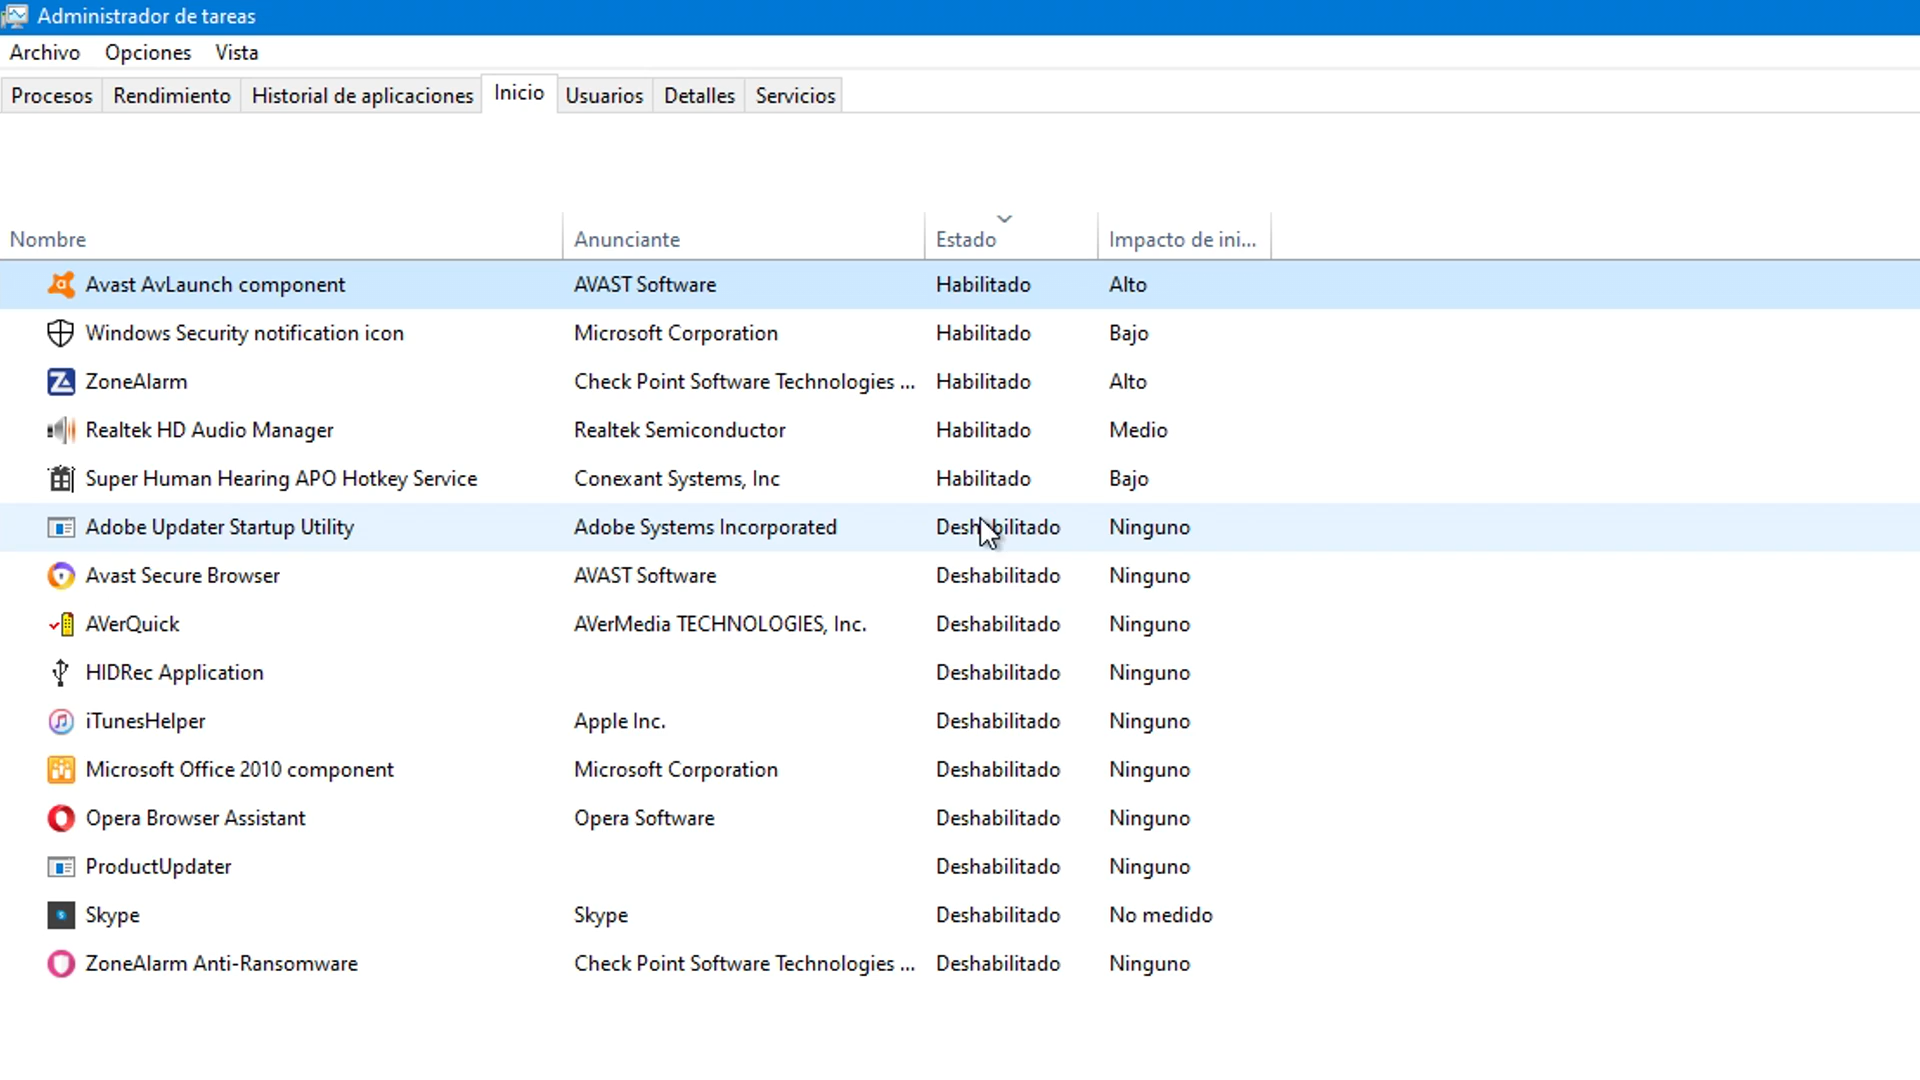 Administrador de tareas
Archivo Opciones Vista
Procesos Rendimiento Historial de aplicaciones Inicio Usuarios Detalles Servicios
Nombre Anunciante Estado Impacto de ini...
Avast AvLaunch component AVAST Software Habilitado Alto
Windows Security notification icon Microsoft Corporation Habilitado Bajo
ZoneAlarm Check Point Software Technologies ... Habilitado Alto
Realtek HD Audio Manager Realtek Semiconductor Habilitado Medio
Super Human Hearing APO Hotkey Service Conexant Systems, Inc Habilitado Bajo
Adobe Updater Startup Utility Adobe Systems Incorporated Deshabilitado Ninguno
Avast Secure Browser AVAST Software Deshabilitado Ninguno
AVerQuick AVerMedia TECHNOLOGIES, Inc. Deshabilitado Ninguno
HIDRec Application Deshabilitado Ninguno
iTunesHelper Apple Inc. Deshabilitado Ninguno
Microsoft Office 2010 component Microsoft Corporation Deshabilitado Ninguno
Opera Browser Assistant Opera Software Deshabilitado Ninguno
ProductUpdater Deshabilitado Ninguno
Skype Skype Deshabilitado No medido
ZoneAlarm Anti-Ransomware Check Point Software Technologies ... Deshabilitado Ninguno